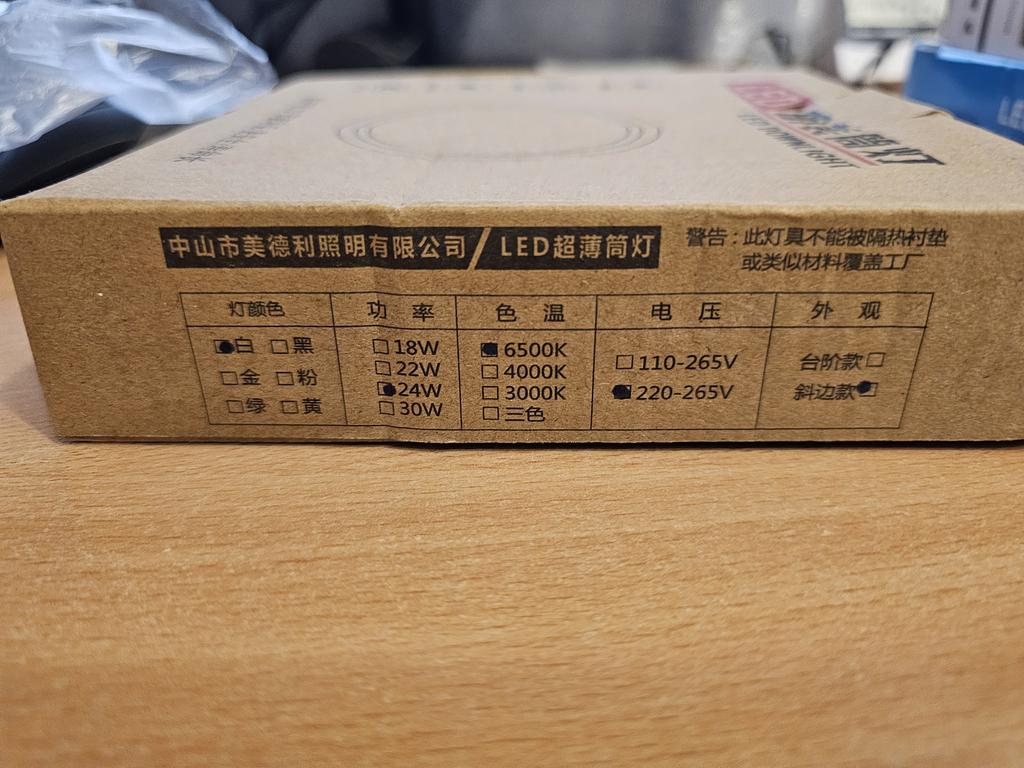 筒灯
中山市美德利照明有限公司/LED超薄筒灯
警告：此灯具不能被隔热衬垫
或类似材料覆盖工厂
灯颜色 功率 色温 电压 外观
白 黑 18W 6500K 110-265V 台阶款
金 粉 22W 4000K 220-265V 斜边款
绿 黄 24W 3000K
30W 三色